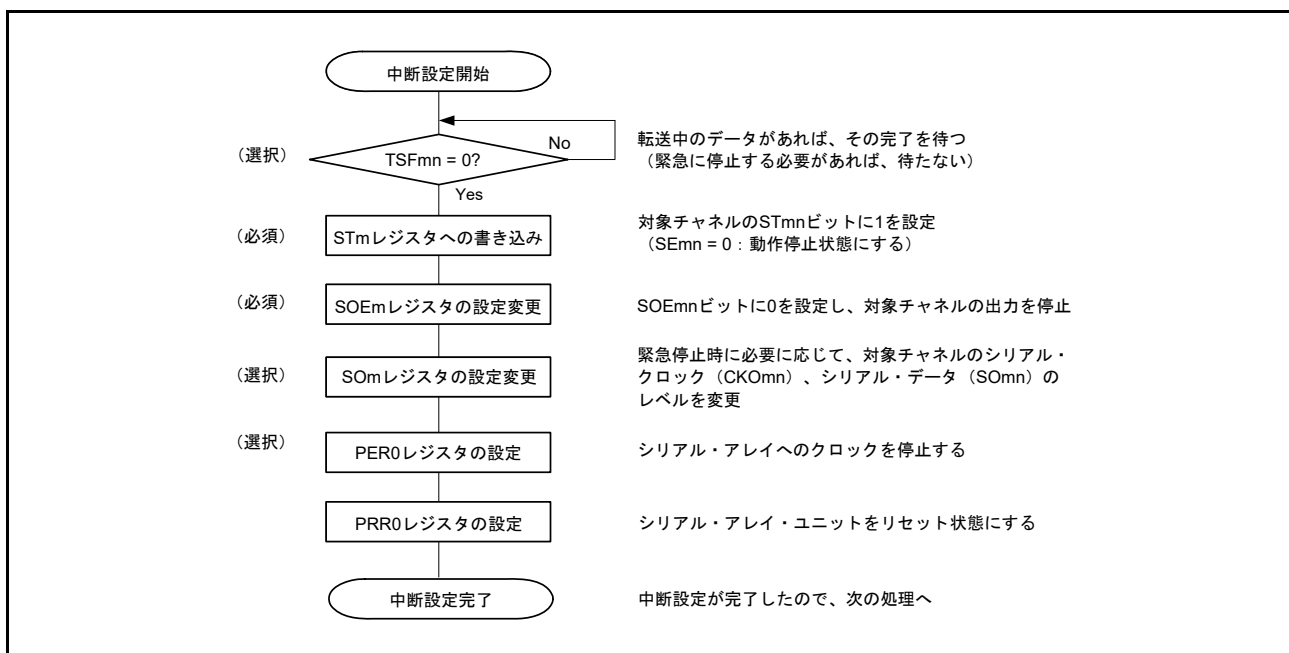 中断設定開始
No
（選択）
TSFmn = 0?
転送中のデータがあれば、その完了を待つ
（緊急に停止する必要があれば、待たない）
Yes
（必須）
STmレジスタへの書き込み
対象チャネルのSTmnビットに1を設定
（SEmn = 0：動作停止状態にする）
（必須）
SOEmレジスタの設定変更
SOEmnビットに0を設定し、対象チャネルの出力を停止
（選択）
SOmレジスタの設定変更
緊急停止時に必要に応じて、対象チャネルのシリアル・
クロック（CKOmn）、シリアル・データ（SOmn）の
レベルを変更
（選択）
PER0レジスタの設定
シリアル・アレイへのクロックを停止する
PRR0レジスタの設定
シリアル・アレイ・ユニットをリセット状態にする
中断設定完了
中断設定が完了したので、次の処理へ